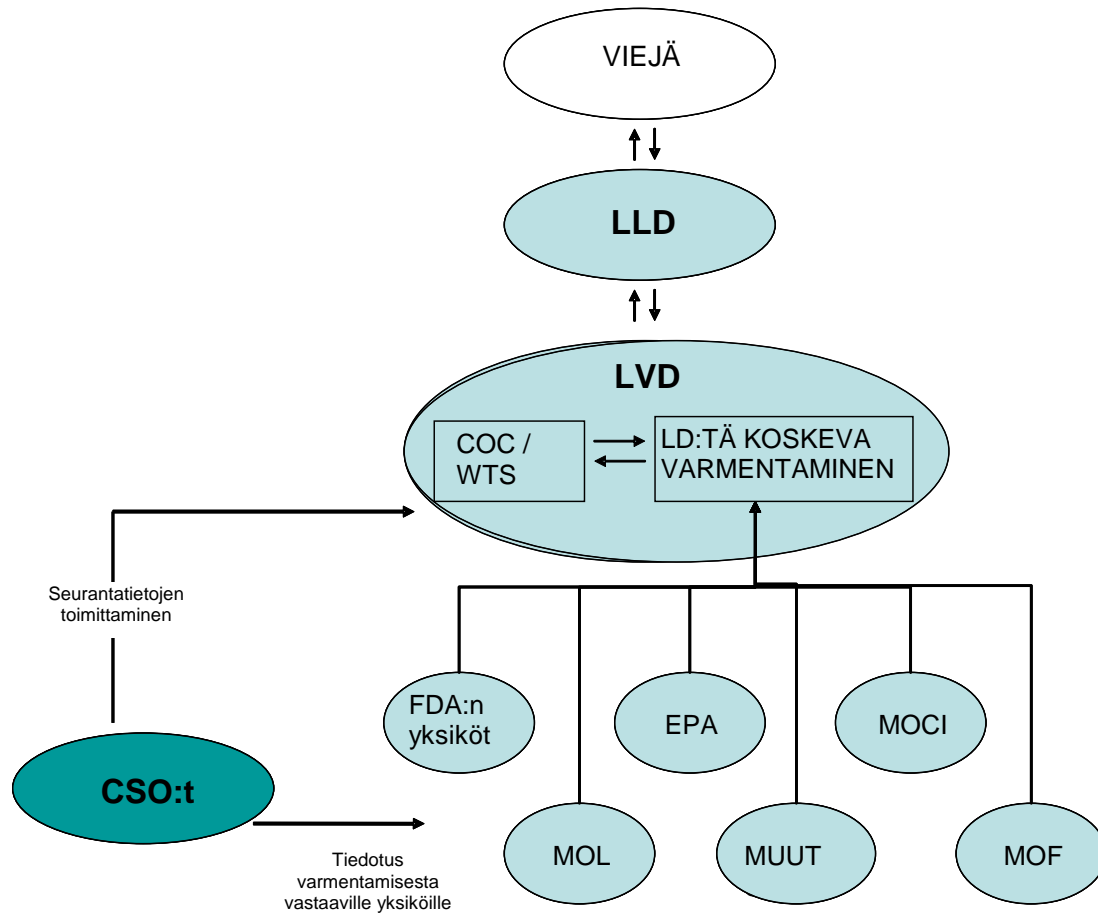 VIEJÄ
LLD
LVD
COC /
WTS
LD:TÄ KOSKEVA
VARMENTAMINEN
Seurantatietojen
toimittaminen
FDA:n
yksiköt
EPA
MOCI
CSO:t
MOL
MUUT
MOF
Tiedotus
varmentamisesta
vastaaville yksiköille